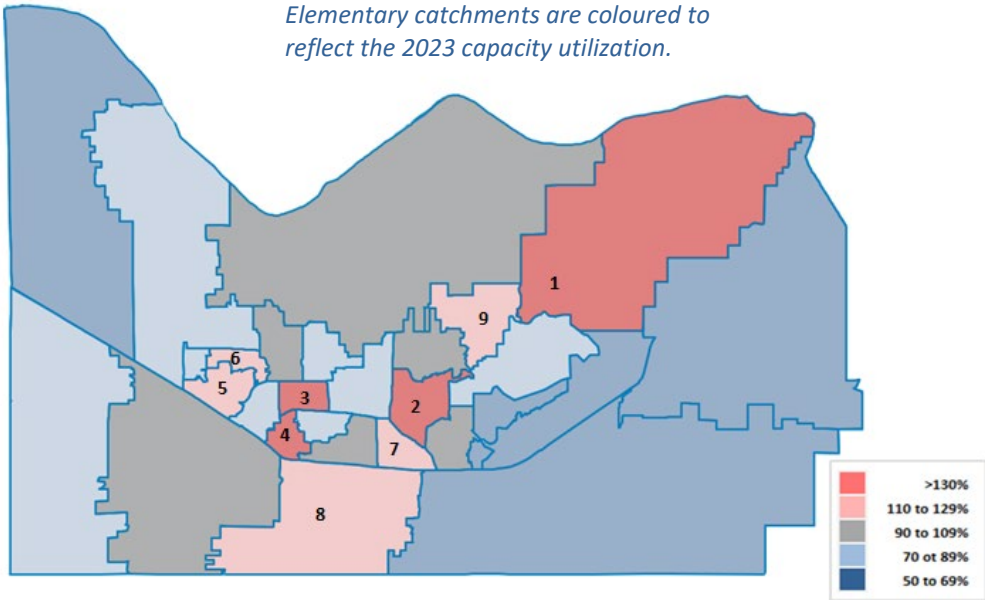 Elementary catchments are coloured to
reflect the 2023 capacity utilization.
1
9
6
5
3
2
4
7
8
>130%
110 to 129%
90 to 109%
70 ot 89%
50 to 69%